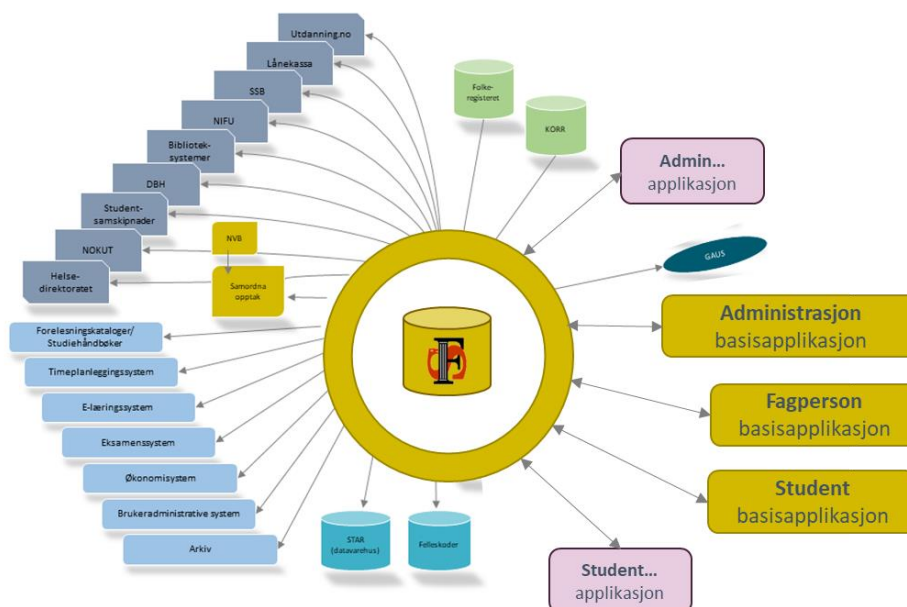 Utdanning.no
Lånekassa
SSB
NIFU
Bibliotek-
systemer
DBH
Student-
samskipnader
NOKUT
Helse-
direktoratet
NVB
Samordna
opptak
Folke-
registeret
KORR
Admin...
applikasjon
GAUS
Administrasjon
basisapplikasjon
Fagperson
basisapplikasjon
Student
basisapplikasjon
Student...
applikasjon
FS
Forelesningskataloger/
Studiehåndbøker
Timeplanleggingssystem
E-læringssystem
Eksamenssystem
Økonomisystem
Brukeradministrative system
Arkiv
STAR
(datavarehus)
Felleskoder